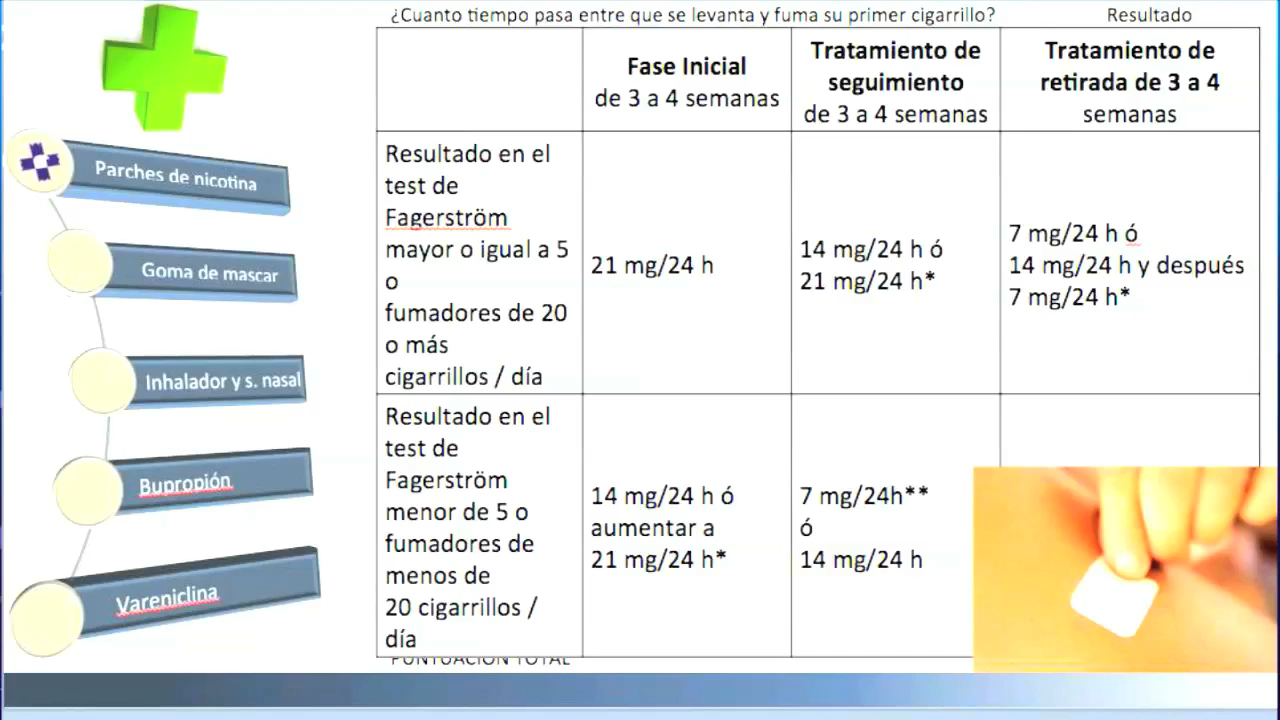 ¿Cuanto tiempo pasa entre que se levanta y fuma su primer cigarrillo? Resultado
Parches de nicotina
Goma de mascar
Inhalador y s. nasal
Bupropión
Vareniclina
Fase Inicial
de 3 a 4 semanas
Tratamiento de
seguimiento
de 3 a 4 semanas
Tratamiento de
retirada de 3 a 4
semanas
Resultado en el
test de
Fagerström
mayor o igual a 5
o
fumadores de 20
o más
cigarrillos / día
21 mg/24 h
14 mg/24 h ó
21 mg/24 h*
7 mg/24 h ó
14 mg/24 h y después
7 mg/24 h*
Resultado en el
test de
Fagerström
menor de 5 o
fumadores de
menos de
20 cigarrillos /
día
14 mg/24 h ó
aumentar a
21 mg/24 h*
7 mg/24h**
ó
14 mg/24 h
PUNTUACIÓN TOTAL